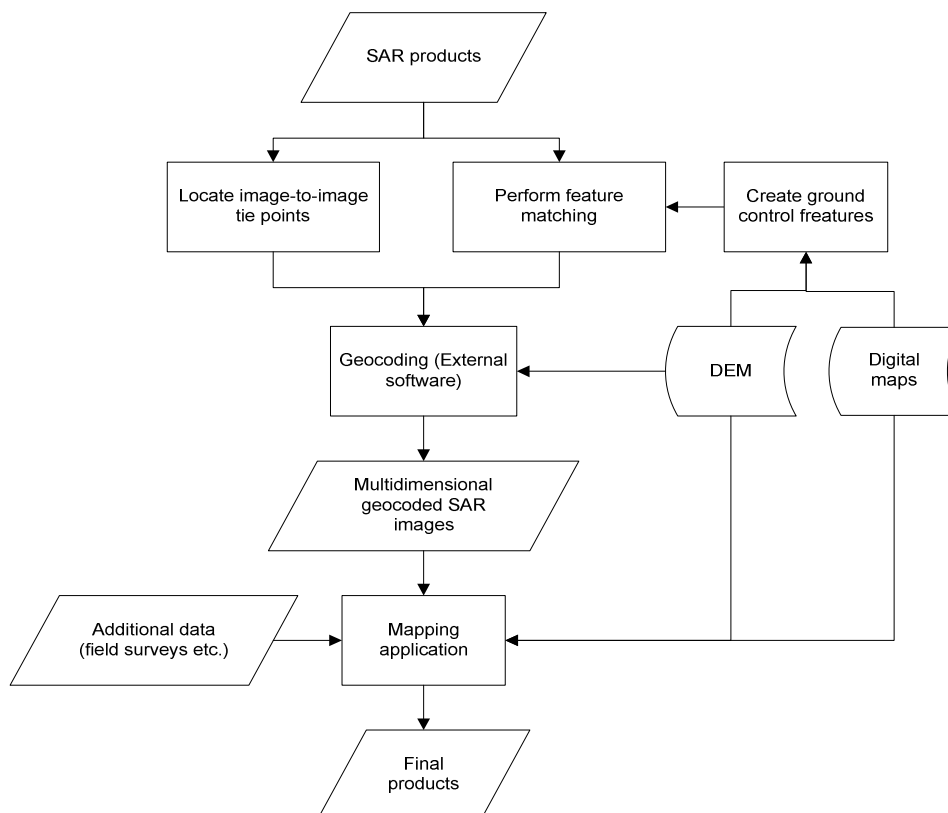 SAR products
Locate image-to-image
tie points
Perform feature
matching
Create ground
control freatures
Geocoding (External
software)
DEM
Digital
maps
Multidimensional
geocoded SAR
images
Additional data
(field surveys etc.)
Mapping
application
Final
products